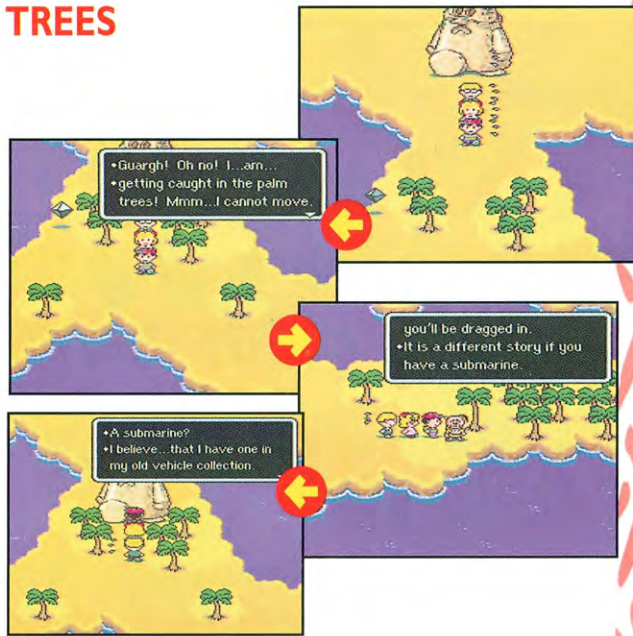 TREES
•Guargh! Oh no! I...am...
•getting caught in the palm
trees! Mmm...I cannot move.
you'll be dragged in.
•It is a different story if you
have a submarine.
•A submarine?
•I believe...that I have one in
my old vehicle collection.